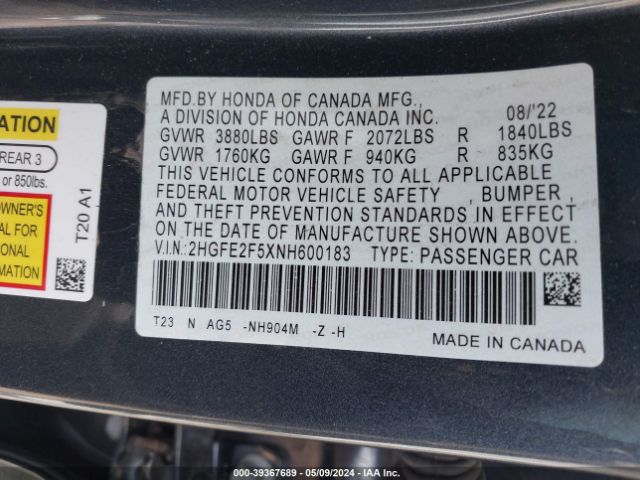 ATION
REAR 3
or 850lbs.
OWNER'S
AL FOR
ONAL
RMATION
T20 A1
MFD.BY HONDA OF CANADA MFG.,
A DIVISION OF HONDA CANADA INC. 08/'22
GVWR 3880LBS GAWR F 2072LBS R 1840LBS
GVWR 1760KG GAWR F 940KG R 835KG
THIS VEHICLE CONFORMS TO ALL APPLICABLE
FEDERAL MOTOR VEHICLE SAFETY , BUMPER ,
AND THEFT PREVENTION STANDARDS IN EFFECT
ON THE DATE OF MANUFACTURE SHOWN ABOVE.
V.I.N.:2HGFE2F5XNH600183 TYPE: PASSENGER CAR
T23 N AG5 -NH904M -Z -H
MADE IN CANADA
000-39367689 - 05/09/2024 - IAA Inc.